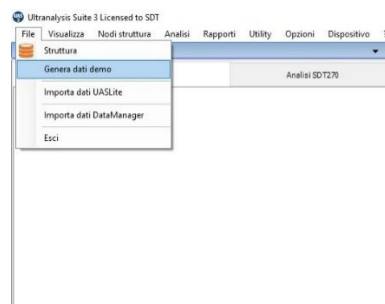 Ultranalysis Suite 3 Licensed to SDT
File Visualizza Nodi struttura Analisi Rapporti Utility Opzioni Dispositivo
Struttura
Genera dati demo
Analisi SDT270
Importa dati UASLite
Importa dati DataManager
Esci